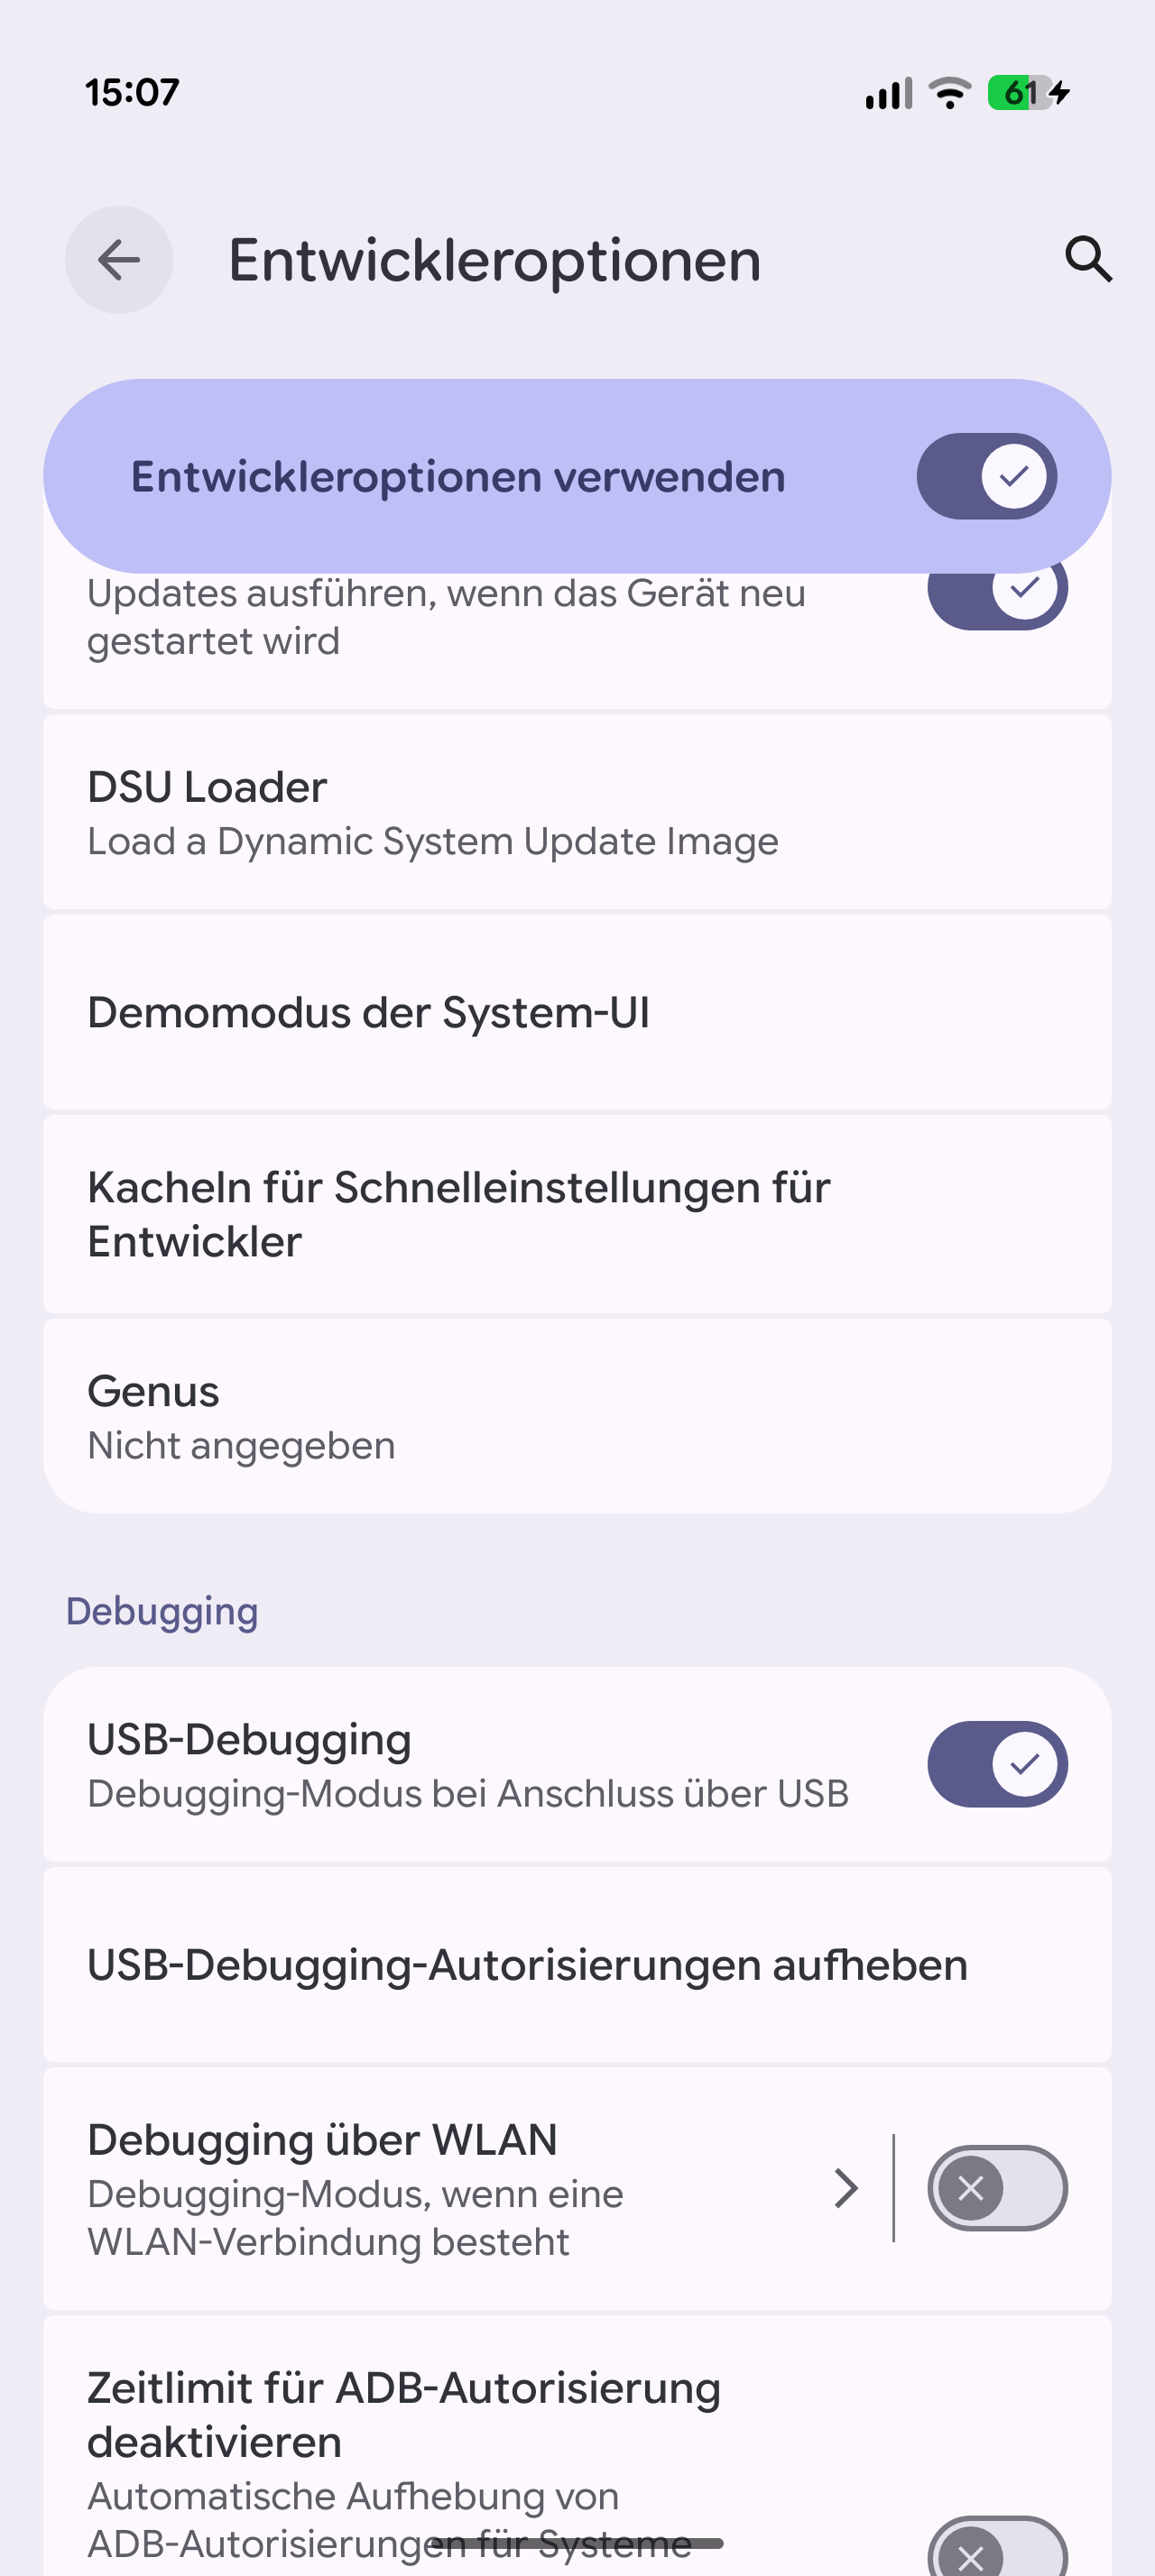 15:07
61
Entwickleroptionen
Entwickleroptionen verwenden
Updates ausführen, wenn das Gerät neu
gestartet wird
DSU Loader
Load a Dynamic System Update Image
Demomodus der System-UI
Kacheln für Schnelleinstellungen für
Entwickler
Genus
Nicht angegeben
Debugging
USB-Debugging
Debugging-Modus bei Anschluss über USB
USB-Debugging-Autorisierungen aufheben
Debugging über WLAN
Debugging-Modus, wenn eine
WLAN-Verbindung besteht
Zeitlimit für ADB-Autorisierung
deaktivieren
Automatische Aufhebung von
ADB-Autorisierungen für Systeme